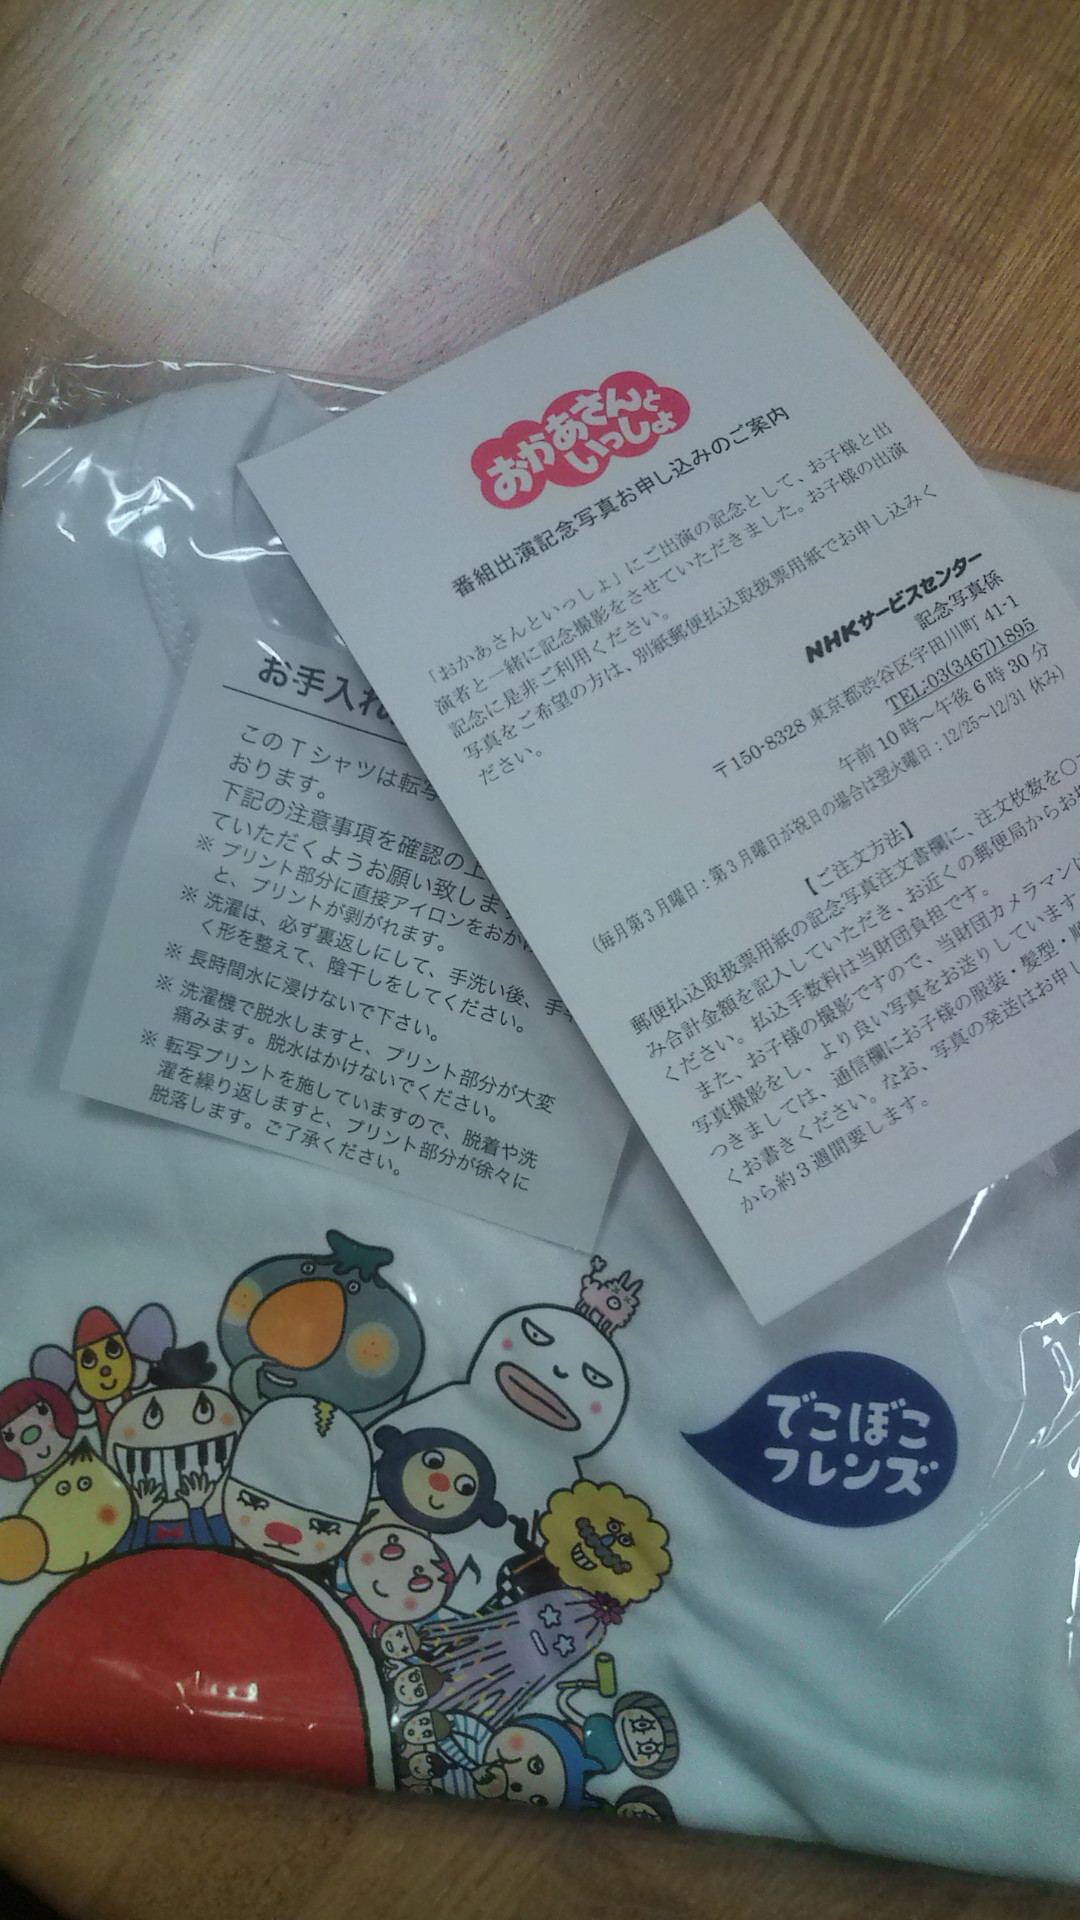 おかあさんと
いっしょ
番組出演記念写真お申し込みのご案内
「おかあさんといっしょ」にご出演の記念として、お子様と出
演者と一緒に記念撮影をさせていただきました。お子様の出演
記念に是非ご利用ください。
写真をご希望の方は、別紙郵便払込取扱票用紙でお申し込みく
ださい。
NHKサービスセンター
記念写真係
〒150-8328 東京都渋谷区宇田川町 41-1
TEL:03(3467)1895
午前 10 時～午後 6 時 30 分
(毎月第3月曜日：第3月曜日が祝日の場合は翌火曜日：12/25～12/31 休み)
【ご注文方法】
郵便払込取扱票用紙の記念写真注文書欄に、注文枚数を○
み合計金額を記入していただき、お近くの郵便局からお
ください。払込手数料は当財団負担です。
また、お子様の撮影ですので、当財団カメラマン
写真撮影をし、より良い写真をお送りしています
つきましては、通信欄にお子様の服装・髪型・
くお書きください。なお、写真の発送はお申し
から約3週間要します。
お手入れ
このTシャツは転写
おります。
下記の注意事項を確認の上
ていただくようお願い致しま
※ プリント部分に直接アイロンをおか
と、プリントが剥がれます。
※ 洗濯は、必ず裏返しにして、手洗い後、手
く形を整えて、陰干しをしてください。
※ 長時間水に浸けないで下さい。
※ 洗濯機で脱水しますと、プリント部分が大変
痛みます。脱水はかけないでください。
※ 転写プリントを施していますので、脱着や洗
濯を繰り返しますと、プリント部分が徐々に
脱落します。ご了承ください。
でこぼこ
フレンズ